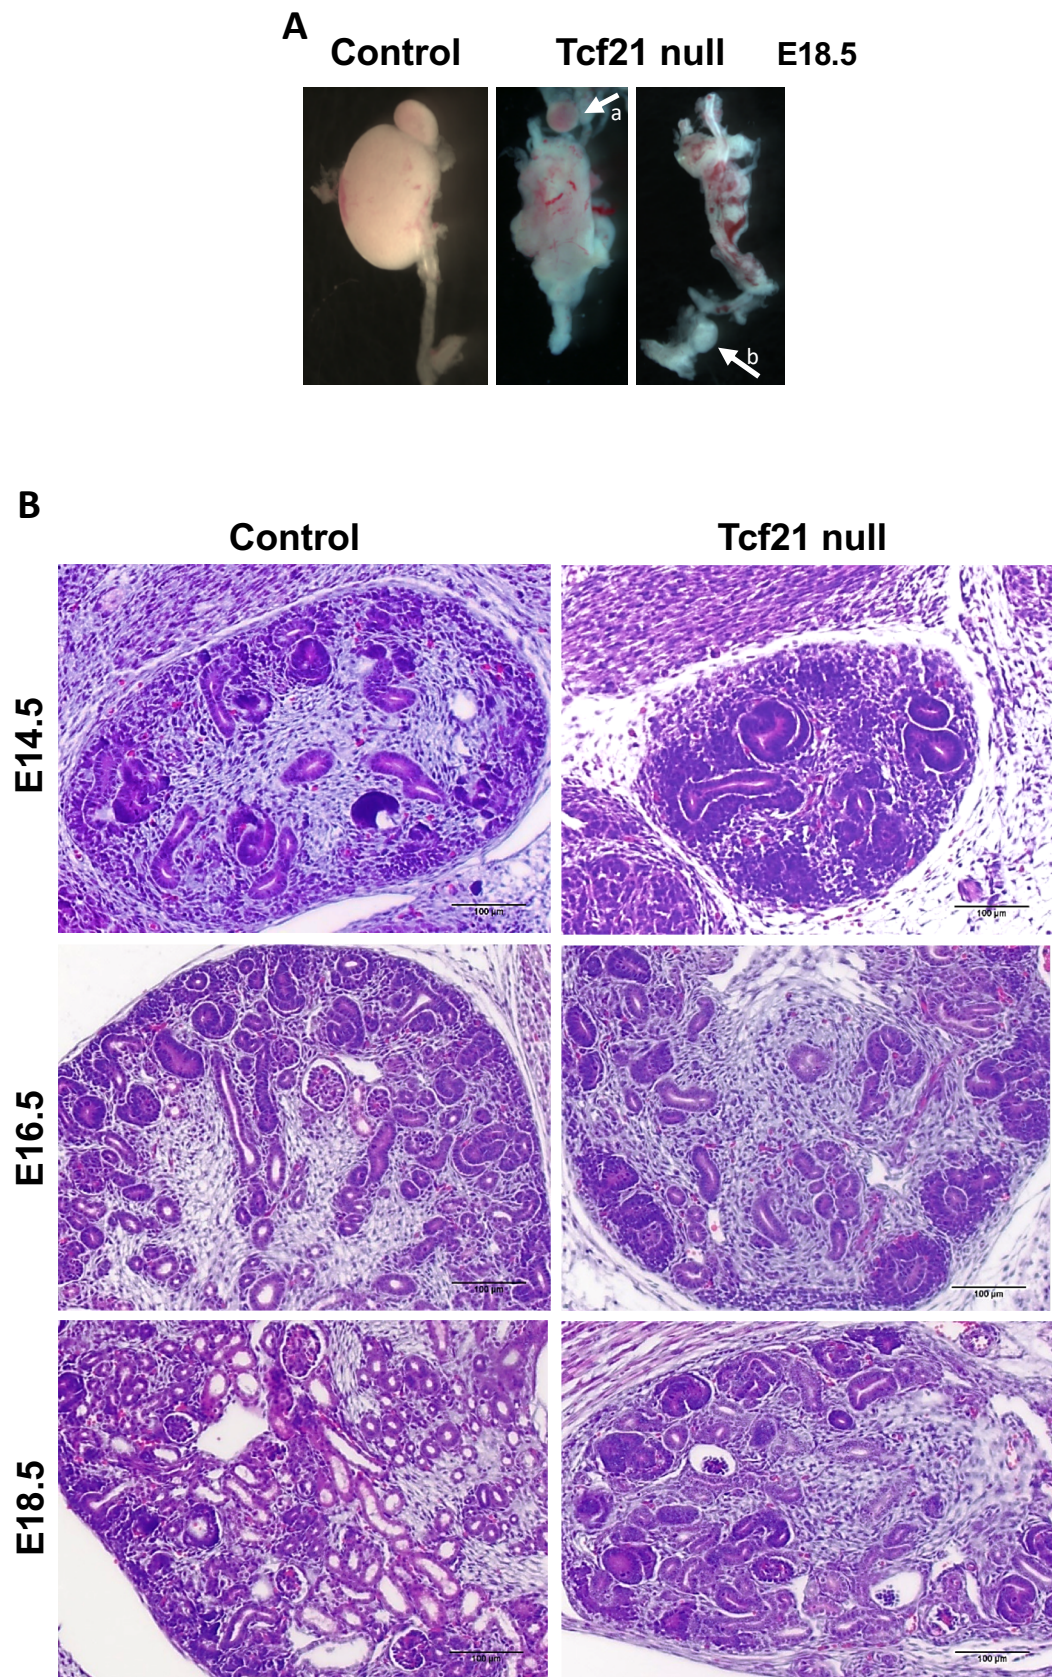 A
Control Tcf21 null E18.5
a
b
B
Control Tcf21 null
E14.5
100 µm
100 µm
E16.5
100 µm
100 µm
E18.5
100 µm
100 µm